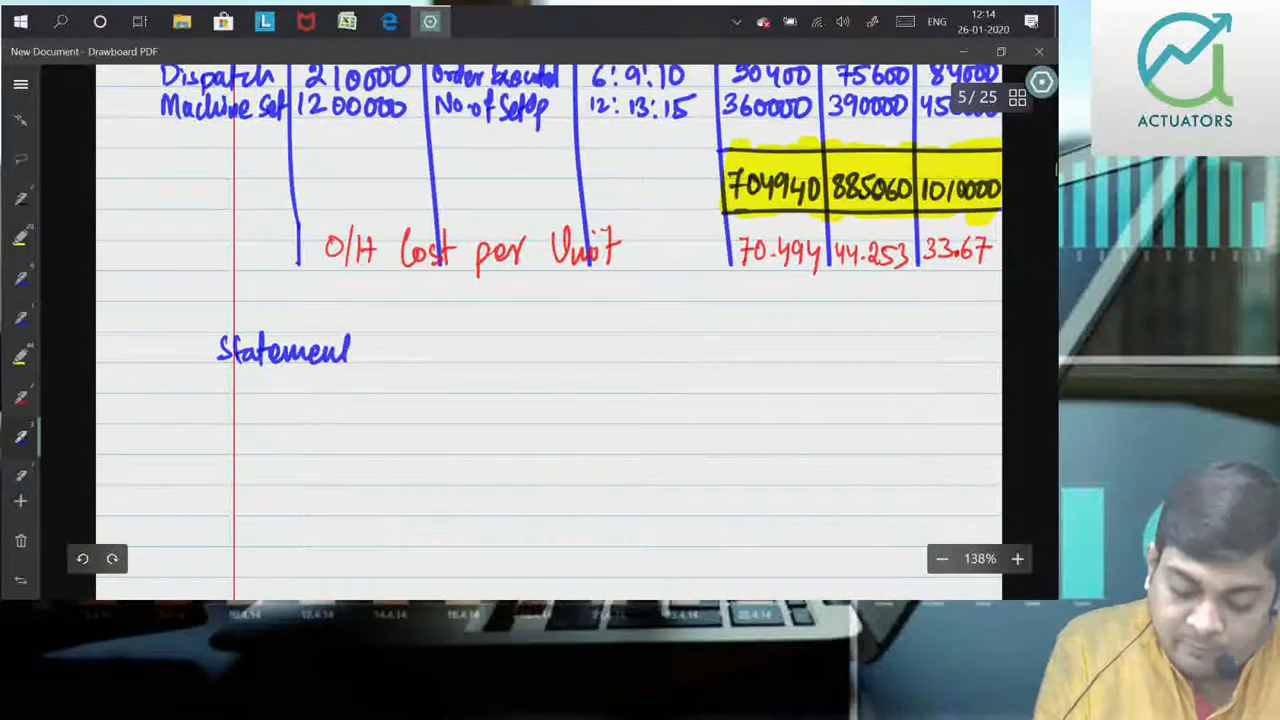 12:14
ENG
26-01-2020
New Document - Drawboard PDF
Dispatch 210000 Order Executed 6:9:10 50400 75600 84000
5 / 25
Machine Set 1200000 No. of Setup 12:13:15 360000 390000
ACTUATORS
704940 885060 1010000
O/H Cost per Unit 70.494 44.253 33.67
Statement
138%